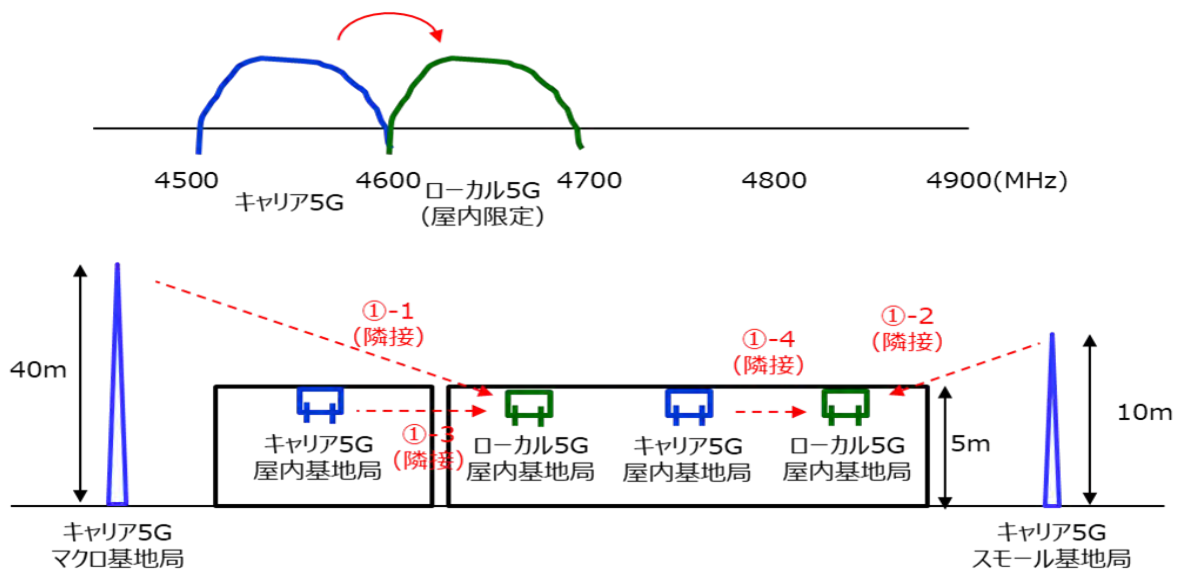 4500 4600 4700 4800 4900(MHz)
キャリア5G
ローカル5G
(屋内限定)
①-1
(隣接)
①-2
(隣接)
①-4
(隣接)
40m
10m
5m
キャリア5G
屋内基地局
①-3
(隣接)
ローカル5G
屋内基地局
キャリア5G
屋内基地局
ローカル5G
屋内基地局
キャリア5G
マクロ基地局
キャリア5G
スモール基地局